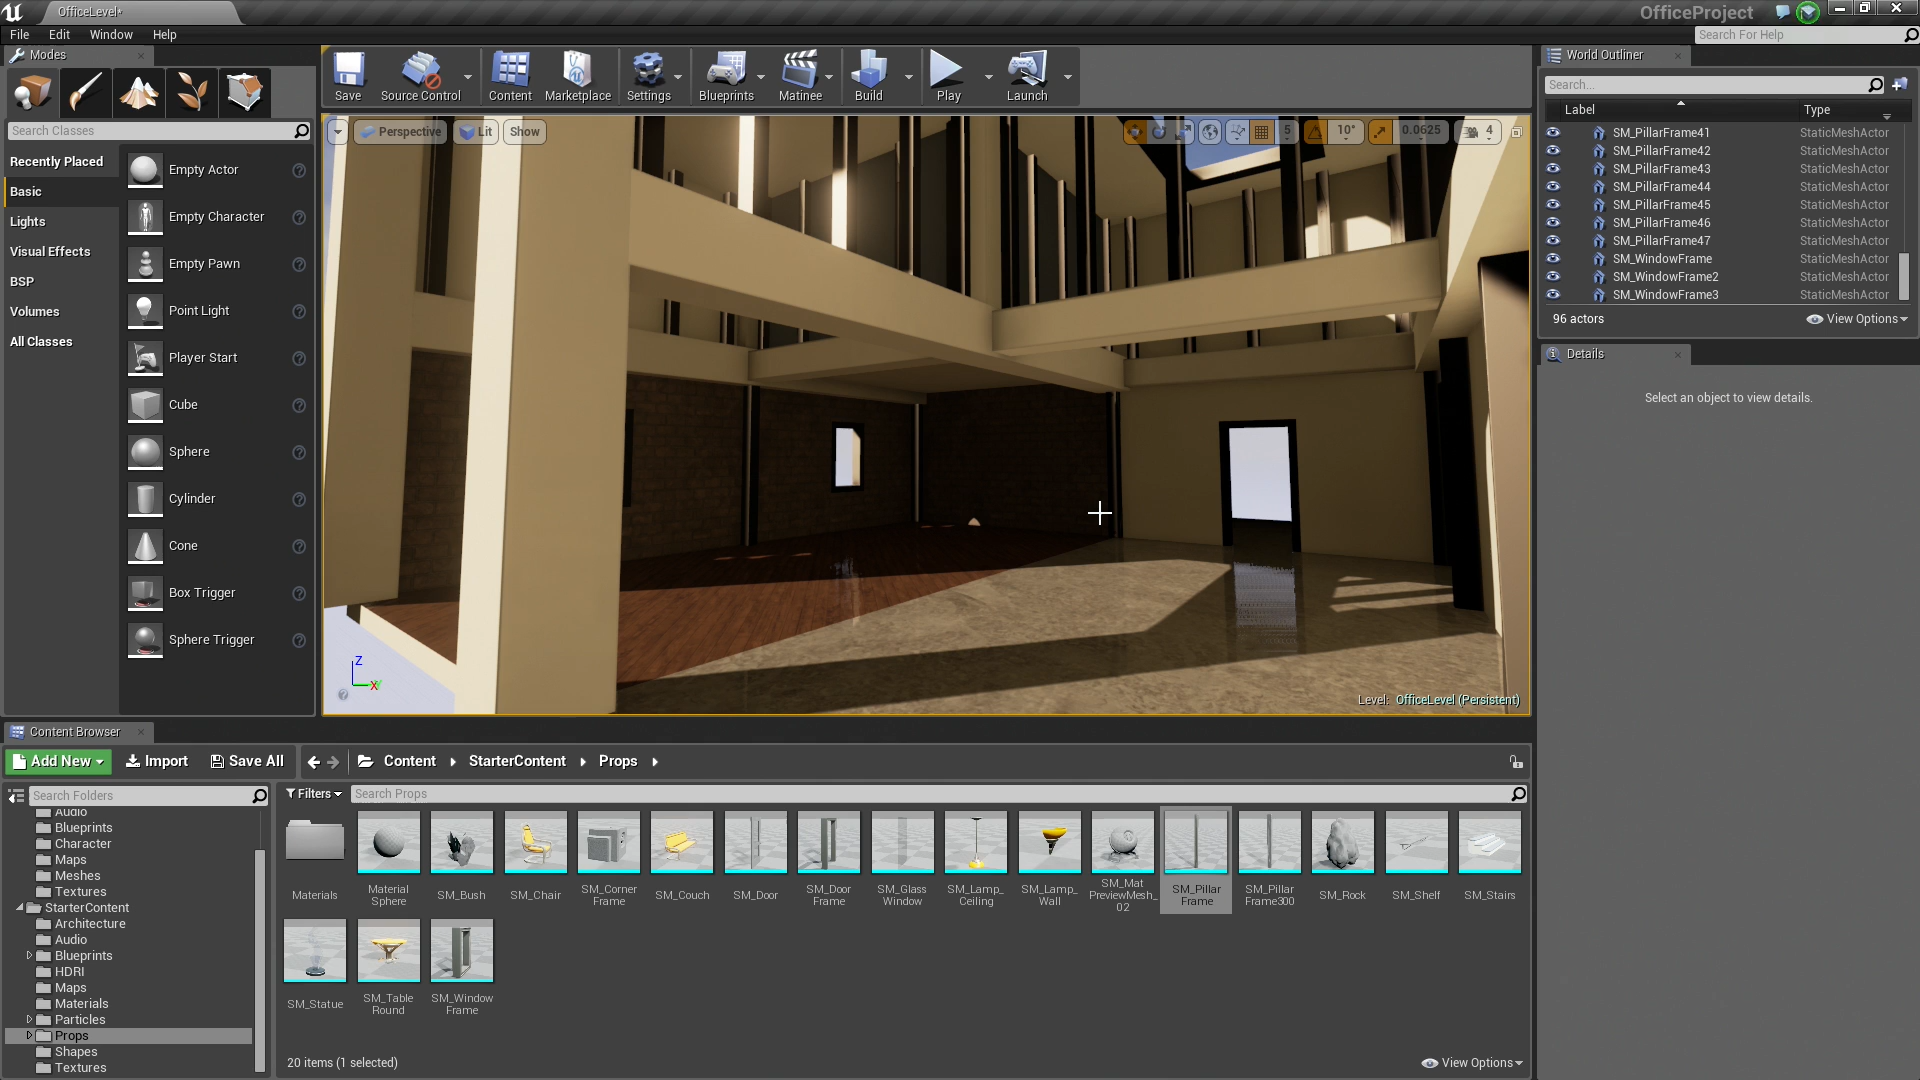 OfficeLevel*
OfficeProject
File Edit Window Help
Search For Help
Modes
Search Classes
Recently Placed
Basic
Lights
Visual Effects
BSP
Volumes
All Classes
Empty Actor
Empty Character
Empty Pawn
Point Light
Player Start
Cube
Sphere
Cylinder
Cone
Box Trigger
Sphere Trigger
Save
Source Control
Content
Marketplace
Settings
Blueprints
Matinee
Build
Play
Launch
Perspective
Lit
Show
5
10°
0.0625
4
Z
X
Level: OfficeLevel (Persistent)
World Outliner
Search...
Label Type
SM_PillarFrame41 StaticMeshActor
SM_PillarFrame42 StaticMeshActor
SM_PillarFrame43 StaticMeshActor
SM_PillarFrame44 StaticMeshActor
SM_PillarFrame45 StaticMeshActor
SM_PillarFrame46 StaticMeshActor
SM_PillarFrame47 StaticMeshActor
SM_WindowFrame StaticMeshActor
SM_WindowFrame2 StaticMeshActor
SM_WindowFrame3 StaticMeshActor
96 actors
View Options
Details
Select an object to view details.
Content Browser
Add New
Import
Save All
Content
StarterContent
Props
Search Folders
Audio
Blueprints
Character
Maps
Meshes
Textures
StarterContent
Architecture
Audio
Blueprints
HDRI
Maps
Materials
Particles
Props
Shapes
Textures
Filters
Search Props
Materials
Material
Sphere
SM_Bush
SM_Chair
SM_Corner
Frame
SM_Couch
SM_Door
SM_Door
Frame
SM_Glass
Window
SM_Lamp_
Ceiling
SM_Lamp_
Wall
SM_Mat
PreviewMesh_
02
SM_Pillar
Frame
SM_Pillar
Frame300
SM_Rock
SM_Shelf
SM_Stairs
SM_Statue
SM_Table
Round
SM_Window
Frame
20 items (1 selected)
View Options